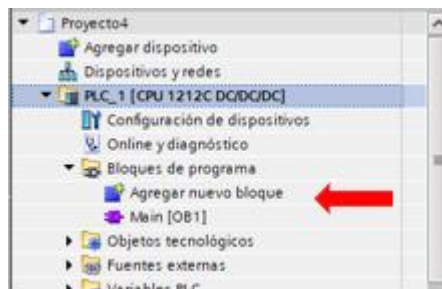 Proyecto4
Agregar dispositivo
Dispositivos y redes
PLC_1 [CPU 1212C DC/DC/DC]
Configuración de dispositivos
Online y diagnóstico
Bloques de programa
Agregar nuevo bloque
Main [OB1]
Objetos tecnológicos
Fuentes externas
Variables PLC